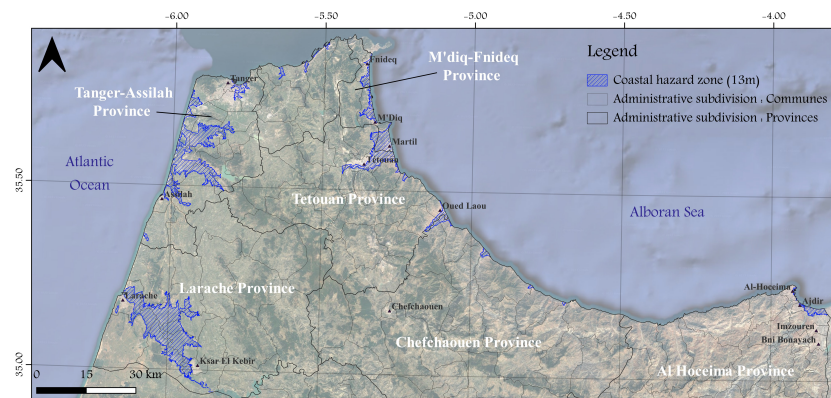 -6.00
-5.50
-5.00
-4.50
-4.00
35.50
35.00
Legend
Coastal hazard zone (13m)
Administrative subdivision : Communes
Administrative subdivision : Provinces
M'diq-Fnideq
Province
Fnideq
Tanger
Tanger-Assilah
Province
M'Diq
Martil
Tetouan
Atlantic
Ocean
Assilah
Tetouan Province
Oued Laou
Alboran Sea
Larache Province
Larache
Chefchaouen
Al-Hoceima
Ajdir
Imzouren
Bni Bouayach
Chefchaouen Province
Ksar El Kebir
Al Hoceima Province
0
15
30 km